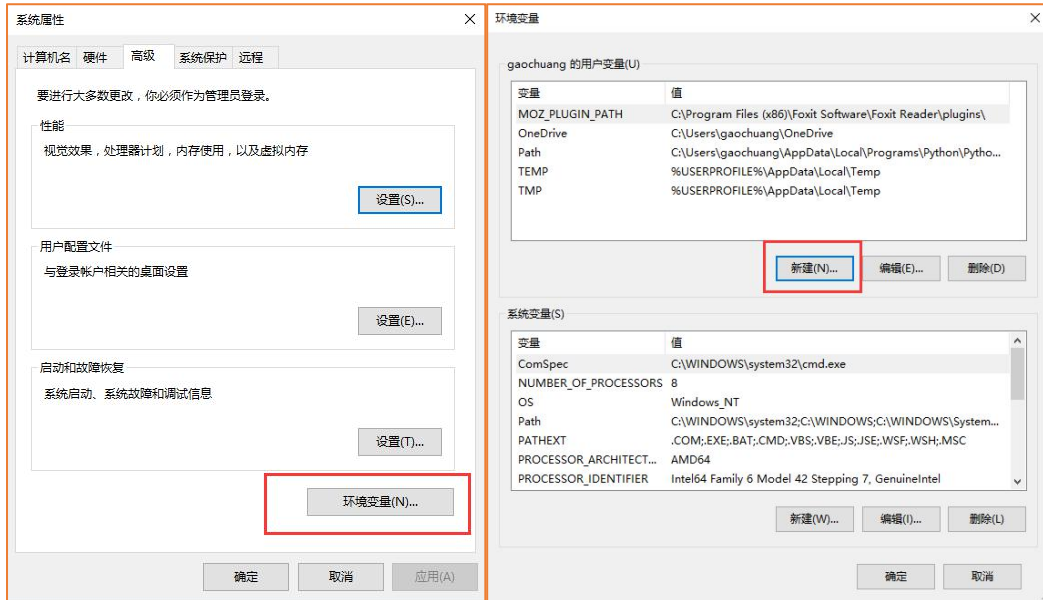 系统属性
计算机名 硬件 高级 系统保护 远程
要进行大多数更改，你必须作为管理员登录。
性能
视觉效果，处理器计划，内存使用，以及虚拟内存
设置(S)...
用户配置文件
与登录帐户相关的桌面设置
设置(E)...
启动和故障恢复
系统启动、系统故障和调试信息
设置(T)...
环境变量(N)...
确定 取消 应用(A)
环境变量
gaochuang 的用户变量(U)
变量 值
MOZ_PLUGIN_PATH C:\Program Files (x86)\Foxit Software\Foxit Reader\plugins\
OneDrive C:\Users\gaochuang\OneDrive
Path C:\Users\gaochuang\AppData\Local\Programs\Python\Pytho...
TEMP %USERPROFILE%\AppData\Local\Temp
TMP %USERPROFILE%\AppData\Local\Temp
新建(N)... 编辑(E)... 删除(D)
系统变量(S)
变量 值
ComSpec C:\WINDOWS\system32\cmd.exe
NUMBER_OF_PROCESSORS 8
OS Windows_NT
Path C:\WINDOWS\system32;C:\WINDOWS;C:\WINDOWS\System...
PATHEXT .COM;.EXE;.BAT;.CMD;.VBS;.VBE;.JS;.JSE;.WSF;.WSH;.MSC
PROCESSOR_ARCHITECT... AMD64
PROCESSOR_IDENTIFIER Intel64 Family 6 Model 42 Stepping 7, GenuineIntel
新建(W)... 编辑(I)... 删除(L)
确定 取消